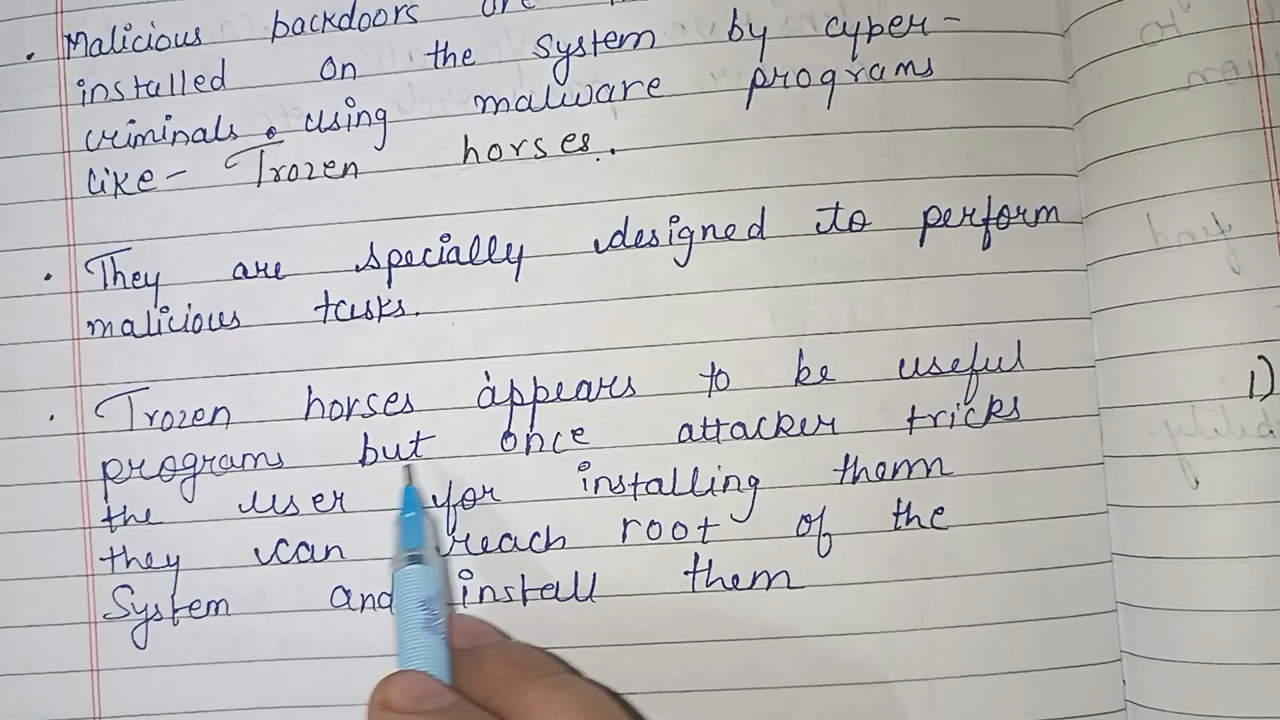 . Malicious backdoors are
installed on the system by cyber-
criminals. using malware programs
like- Trozen horses.
. They are specially designed to perform
malicious tasks.
. Trozen horses appears to be useful
programs but once attacker tricks
the user for installing them
they can reach root of the
System and install them
1)